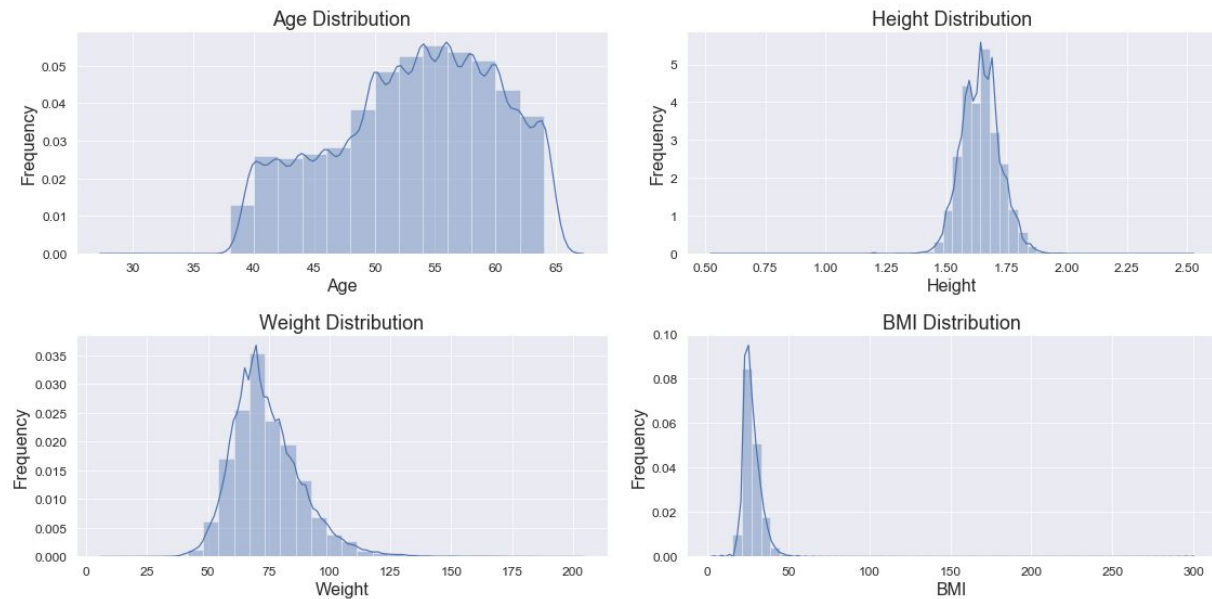 Age Distribution
Frequency
0.05
0.04
0.03
0.02
0.01
0.00
30 35 40 45 50 55 60 65
Age
Height Distribution
Frequency
5
4
3
2
1
0
0.50 0.75 1.00 1.25 1.50 1.75 2.00 2.25 2.50
Height
Weight Distribution
Frequency
0.035
0.030
0.025
0.020
0.015
0.010
0.005
0.000
0 25 50 75 100 125 150 175 200
Weight
BMI Distribution
Frequency
0.10
0.08
0.06
0.04
0.02
0.00
0 50 100 150 200 250 300
BMI